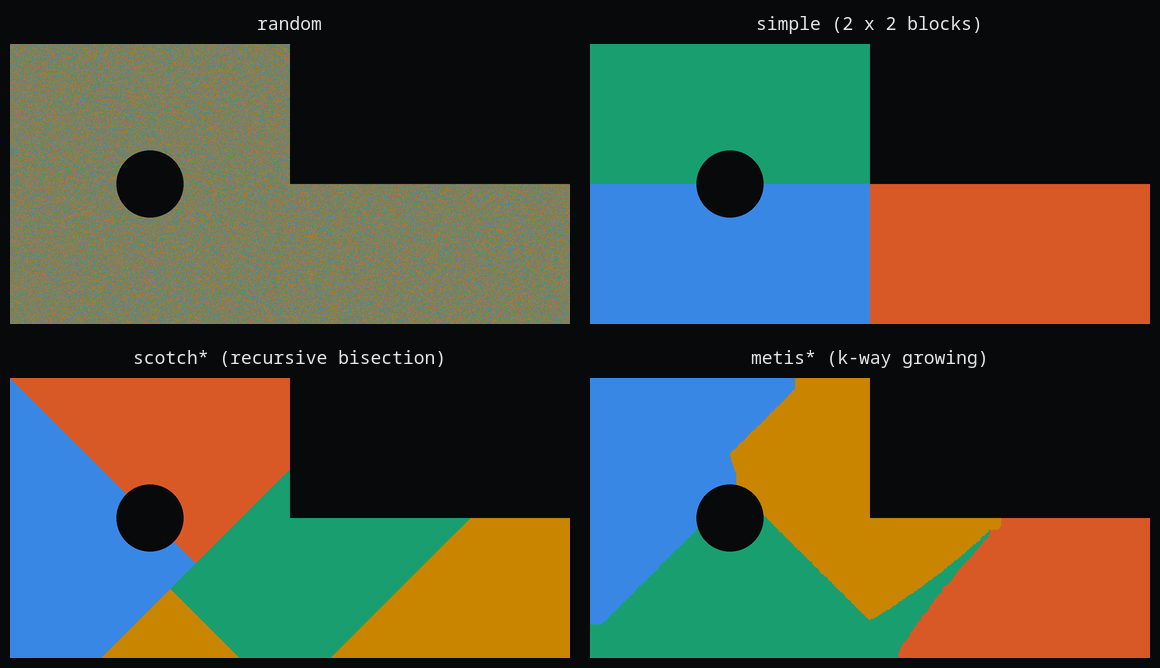 random
simple (2 x 2 blocks)
scotch* (recursive bisection)
metis* (k-way growing)